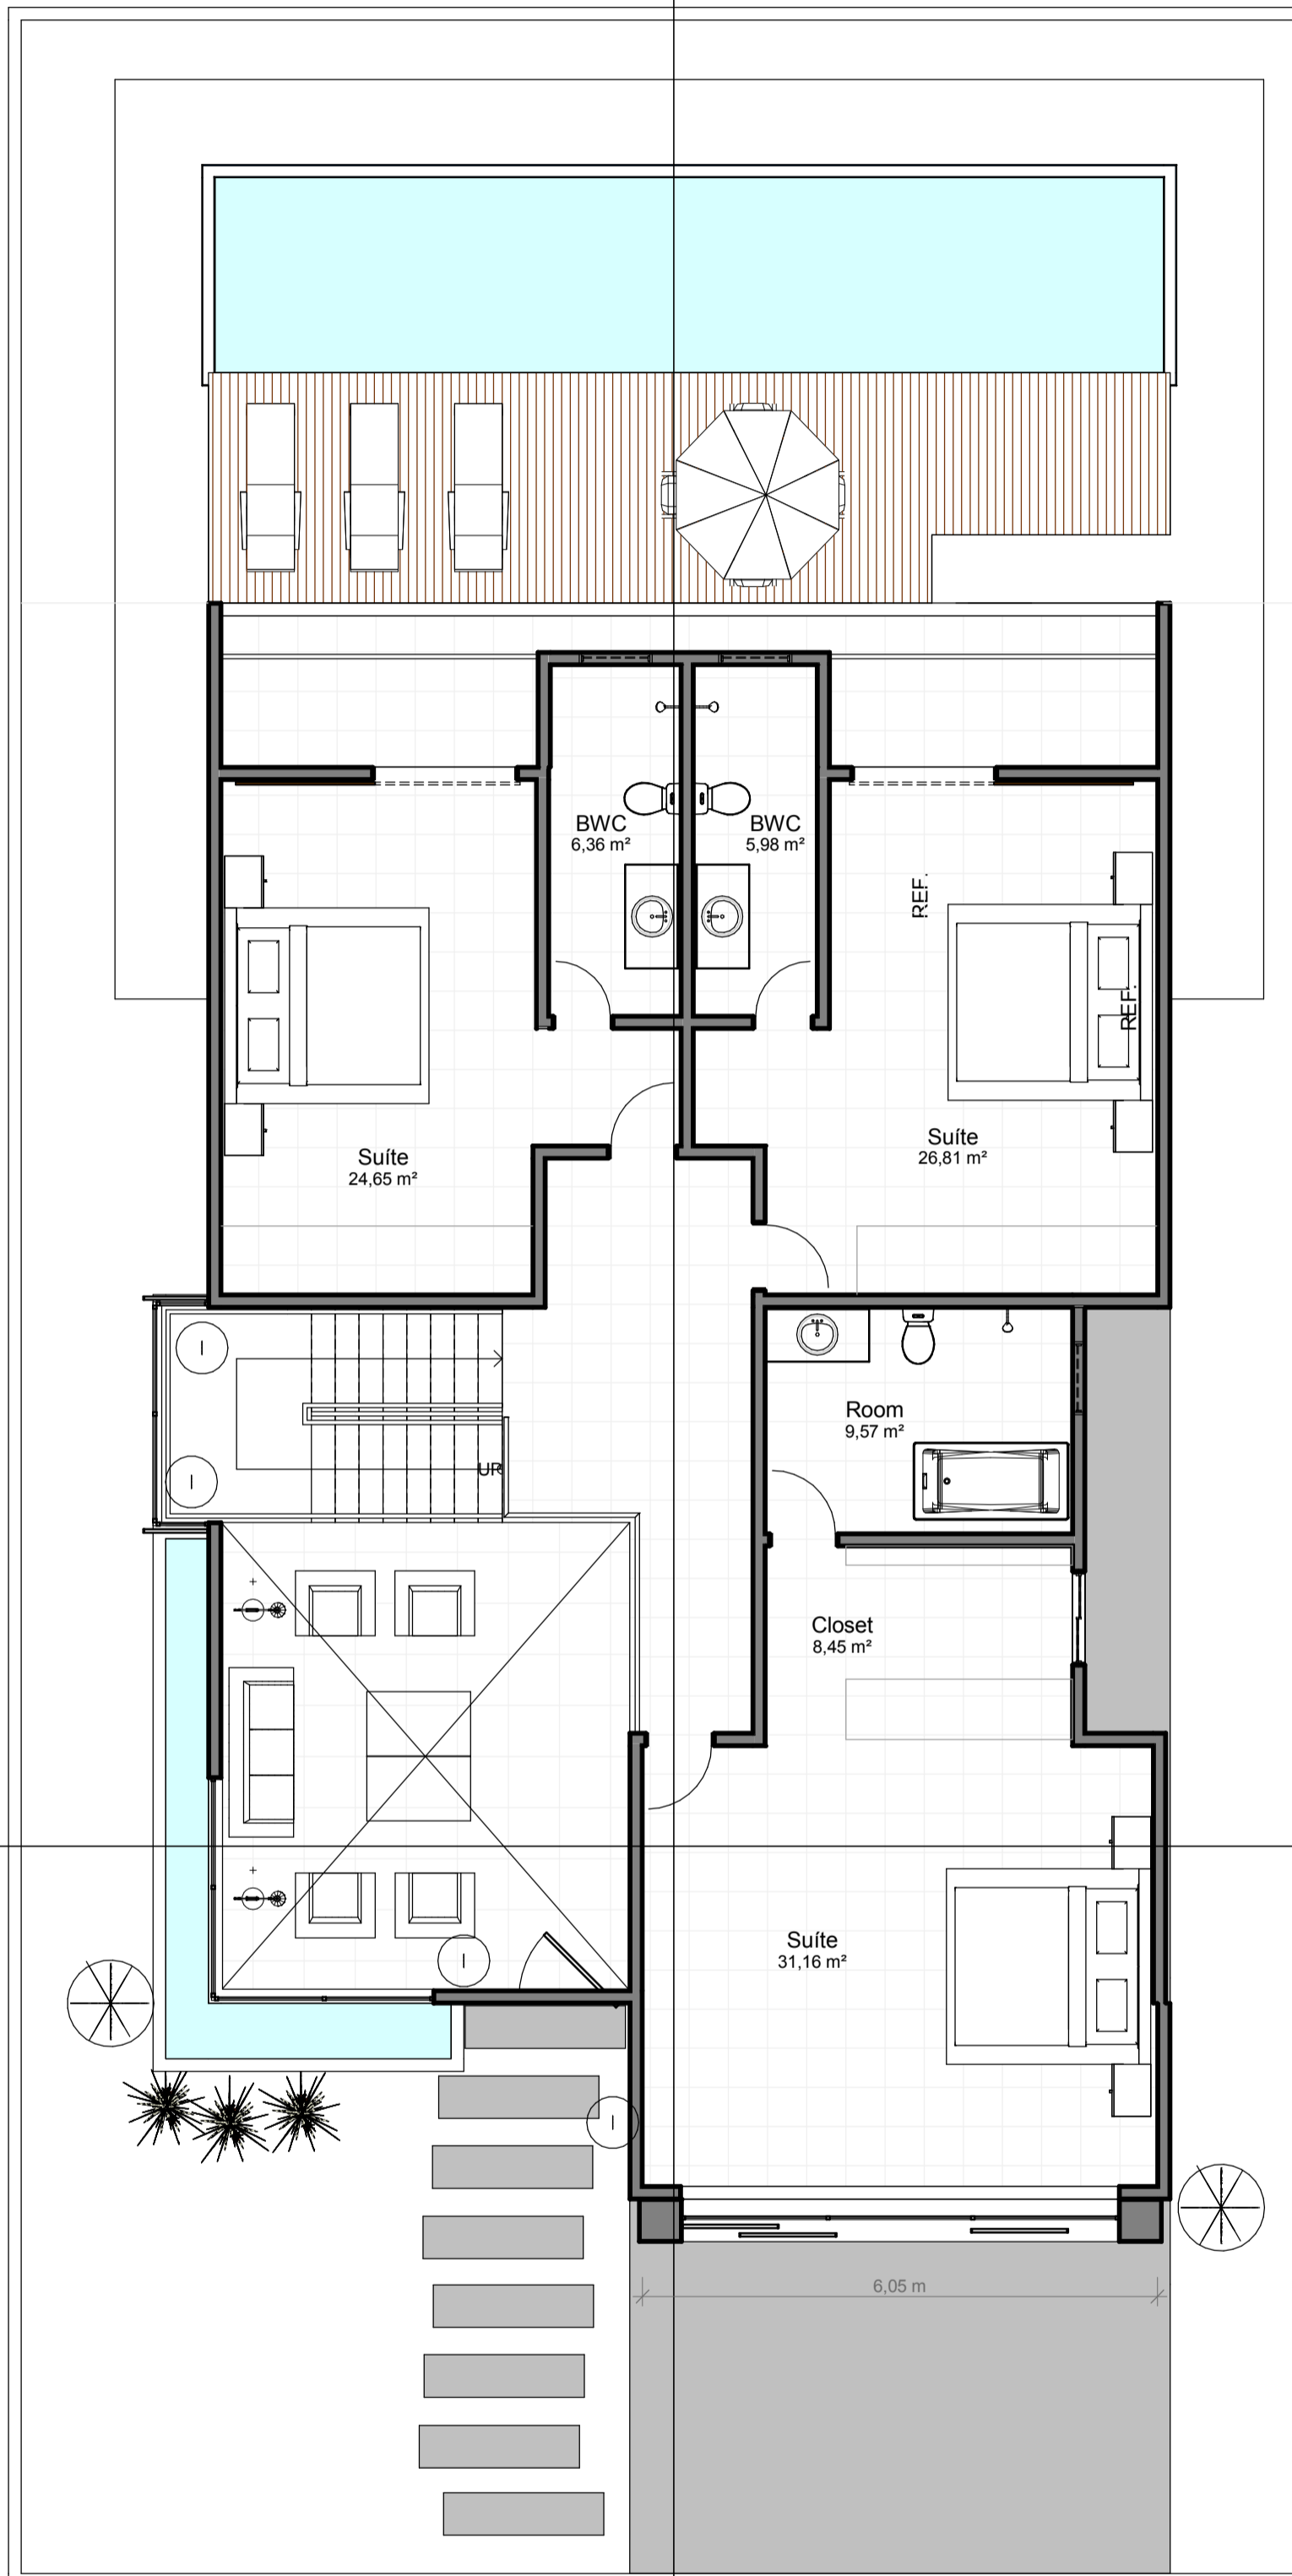 BWC
6,36 m²
BWC
5,98 m²
REF.
REF.
Suíte
24,65 m²
Suíte
26,81 m²
Room
9,57 m²
UP
Closet
8,45 m²
Suíte
31,16 m²
6,05 m